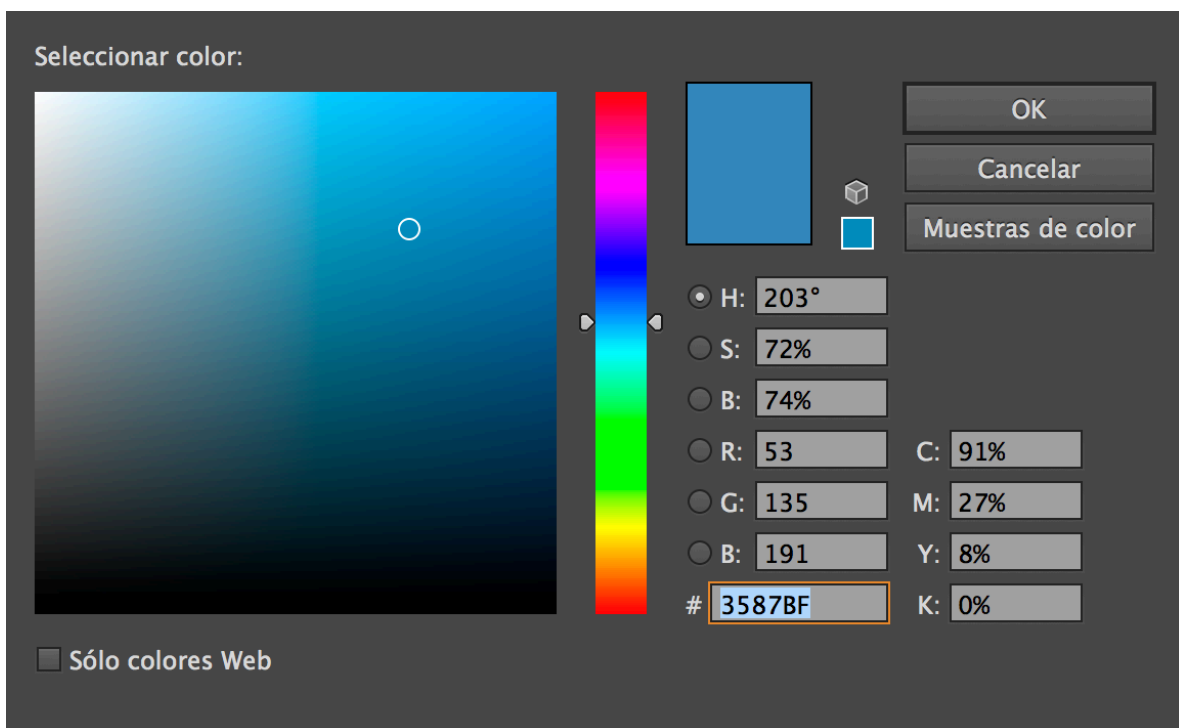 Seleccionar color:
OK
Cancelar
Muestras de color
H: 203°
S: 72%
B: 74%
R: 53
G: 135
B: 191
# 3587BF
C: 91%
M: 27%
Y: 8%
K: 0%
Sólo colores Web